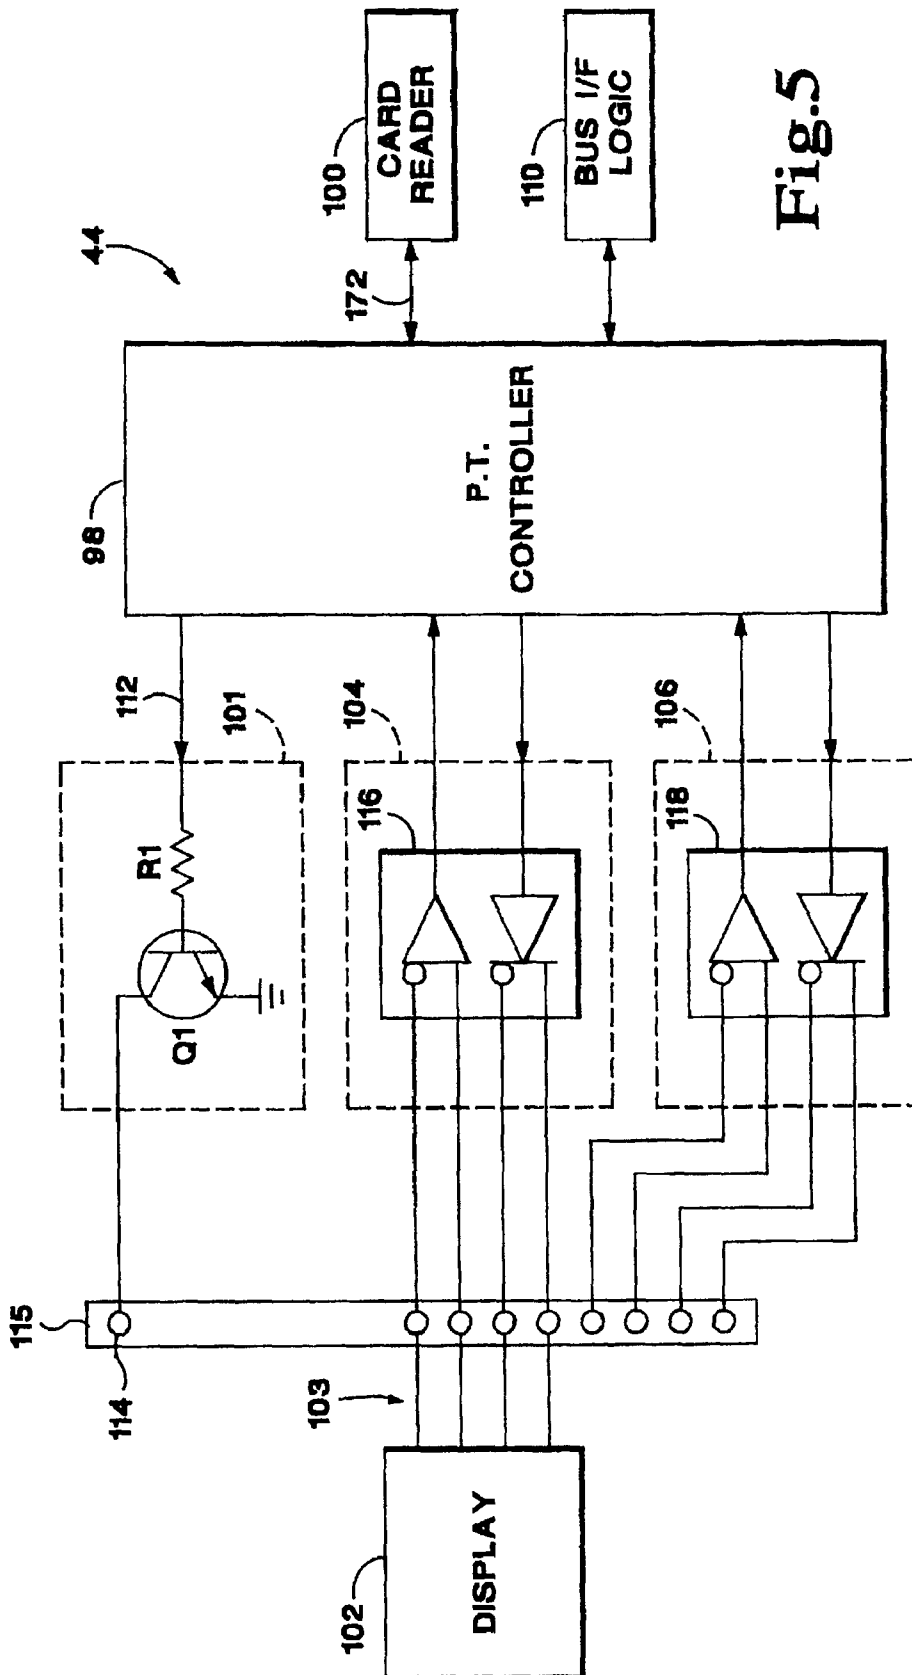 44
98
P.T.
CONTROLLER
172
100
CARD
READER
110
BUS I/F
LOGIC
112
101
R1
Q1
104
116
106
118
115
114
103
102
DISPLAY
Fig.5